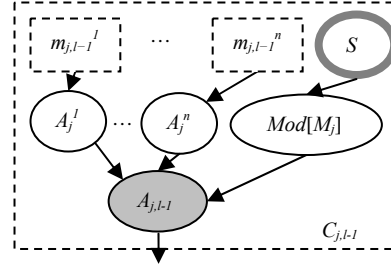 m_{j,l−1}^1 ... m_{j,l−1}^n S
A_j^1 ... A_j^n Mod[M_j]
A_{j,l-1}
C_{j,l-1}